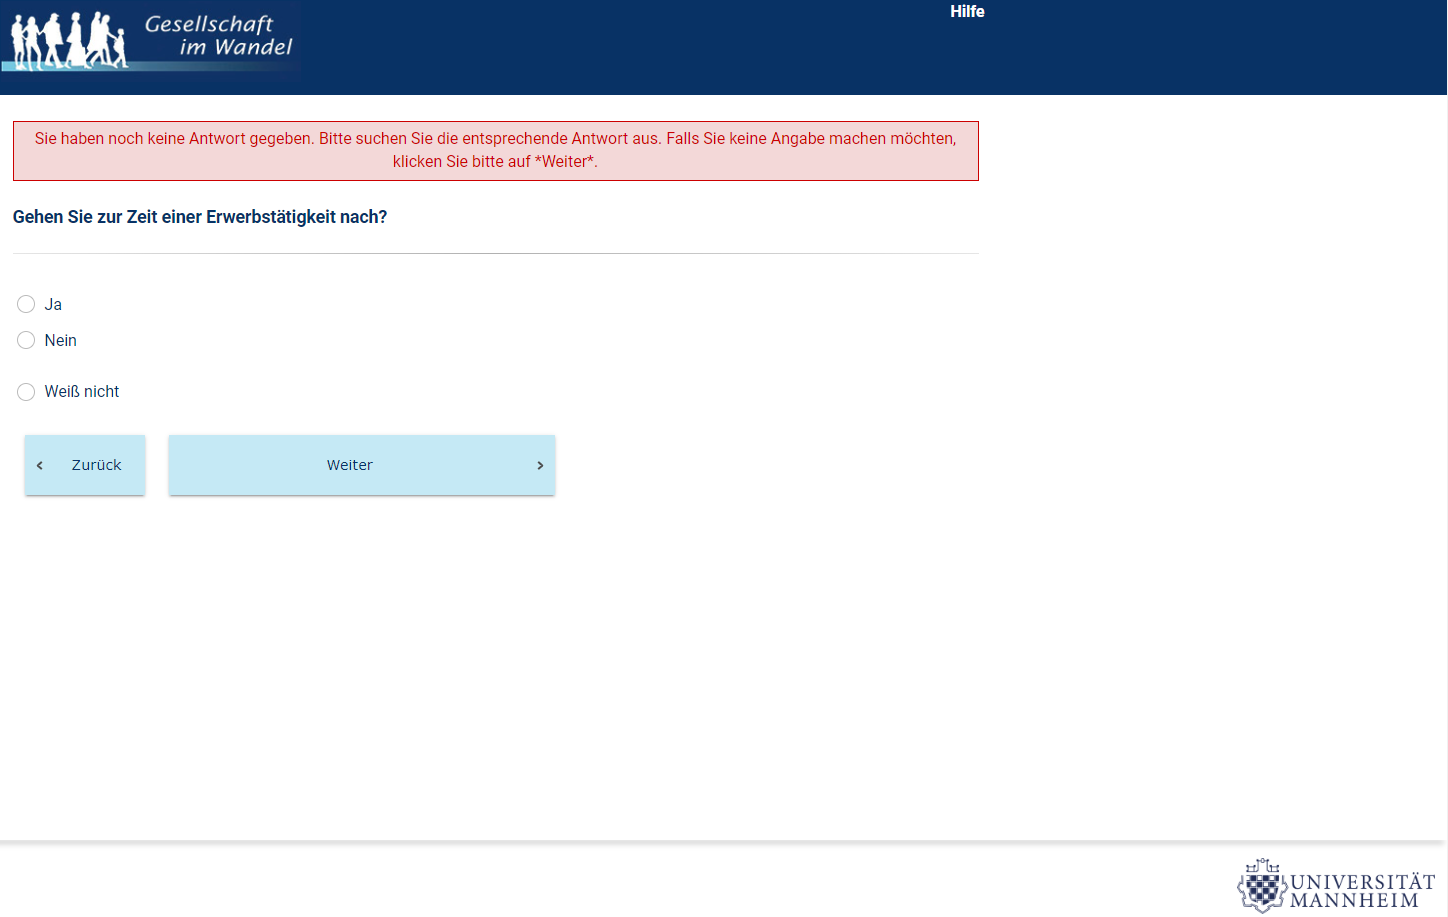 Gesellschaft
im Wandel
Hilfe
Sie haben noch keine Antwort gegeben. Bitte suchen Sie die entsprechende Antwort aus. Falls Sie keine Angabe machen möchten,
klicken Sie bitte auf *Weiter*.
Gehen Sie zur Zeit einer Erwerbstätigkeit nach?
Ja
Nein
Weiß nicht
Zurück
Weiter
UNIVERSITÄT
MANNHEIM